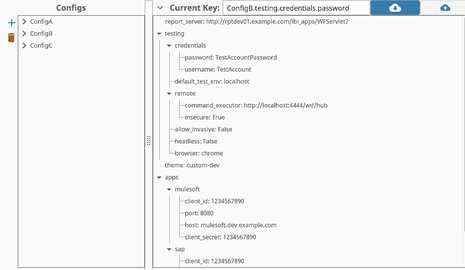 Configs
ConfigA
ConfigB
ConfigC
Current Key: ConfigB.testing.credentials.password
report_server: http://rptdev01.example.com/ibi_apps/WFServlet?
testing
credentials
password: TestAccountPassword
username: TestAccount
default_test_env: localhost
remote
command_executor: http://localhost:4444/wd/hub
insecure: True
allow_invasive: False
headless: False
browser: chrome
theme: custom-dev
apps
mulesoft
client_id: 1234567890
port: 8080
host: mulesoft.dev.example.com
client_secret: 1234567890
sap
client_id: 1234567890